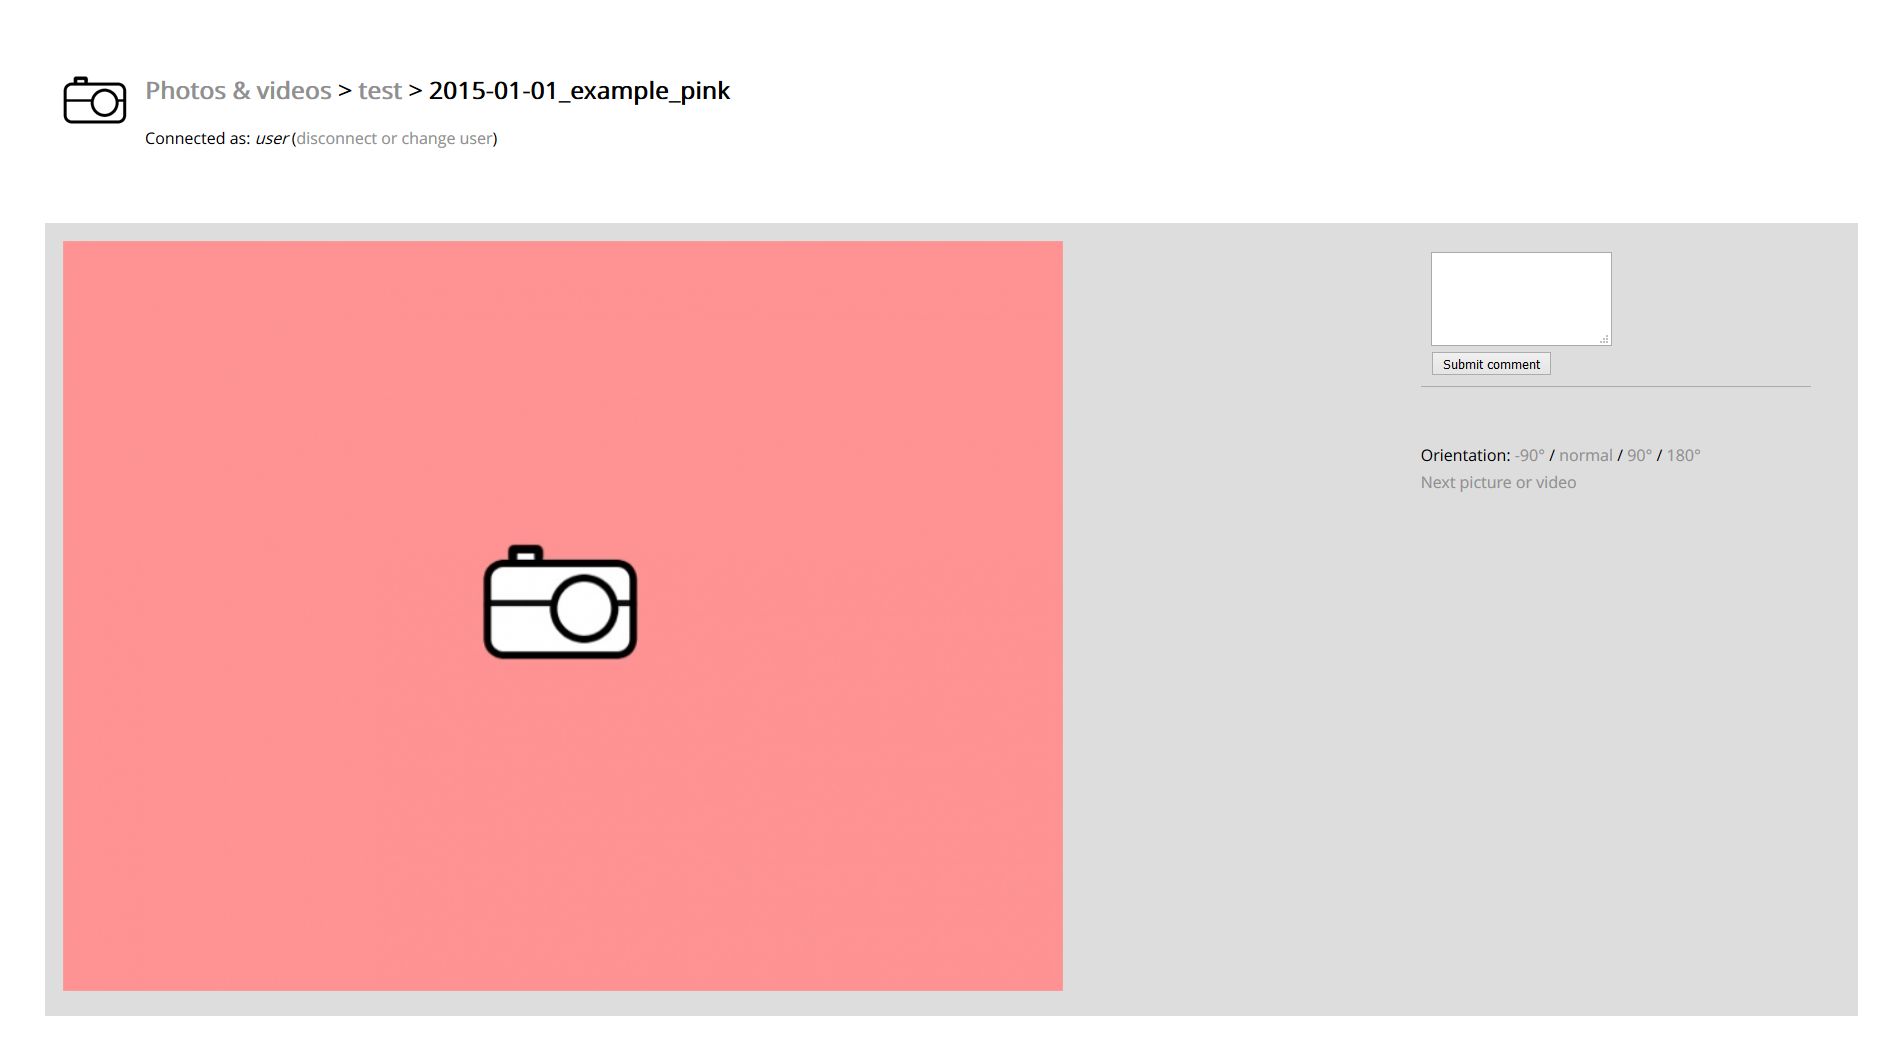 Photos & videos > test > 2015-01-01_example_pink
Connected as: user (disconnect or change user)
Submit comment
Orientation: -90° / normal / 90° / 180°
Next picture or video